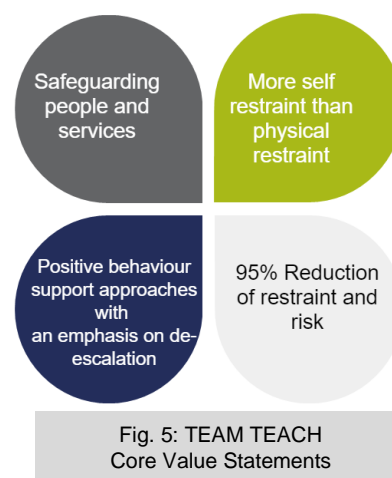 Safeguarding
people and
services
More self
restraint than
physical
restraint
Positive behaviour
support approaches
with
an emphasis on de-
escalation
95% Reduction
of restraint and
risk
Fig. 5: TEAM TEACH
Core Value Statements